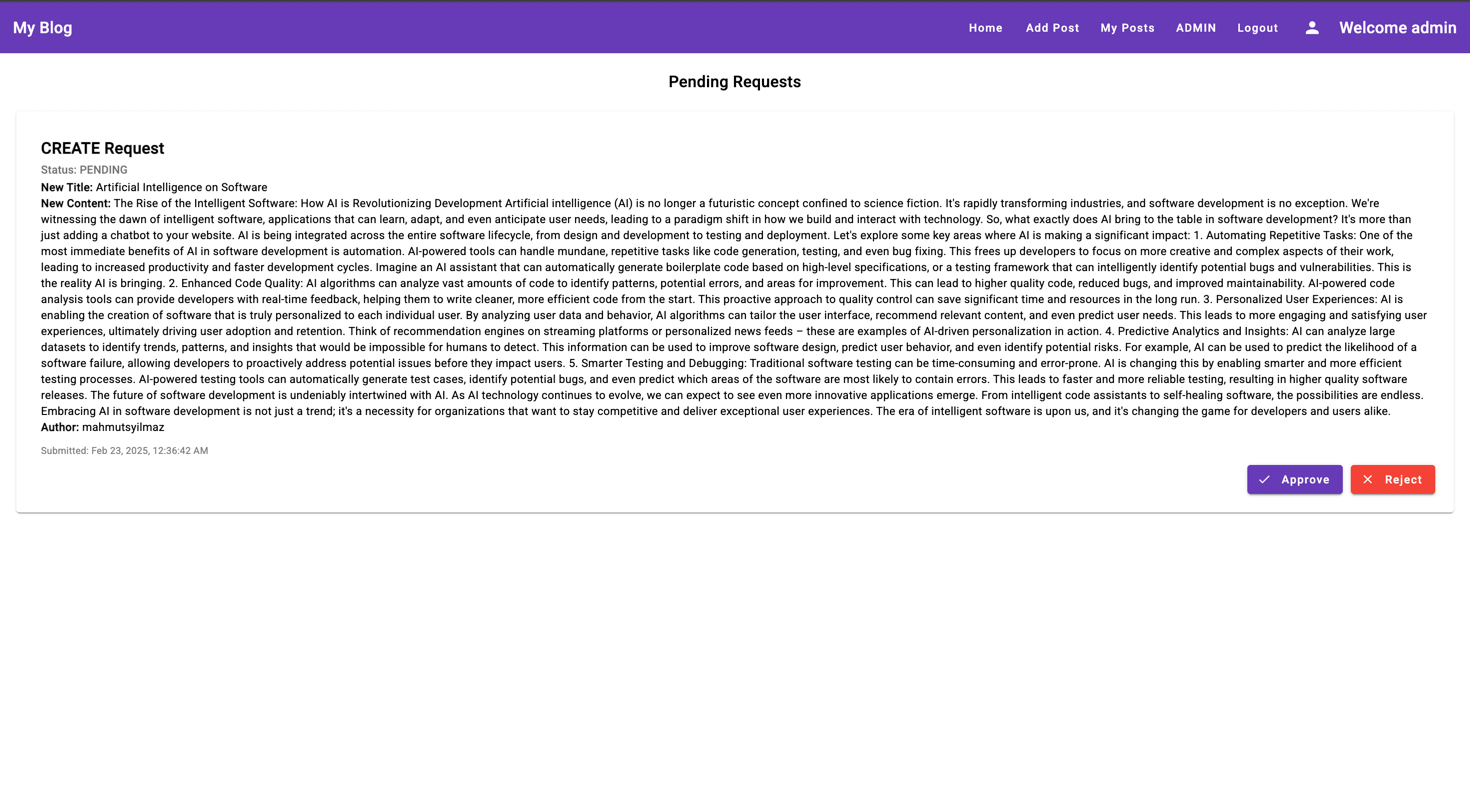 My Blog
Home Add Post My Posts ADMIN Logout Welcome admin
Pending Requests
CREATE Request
Status: PENDING
New Title: Artificial Intelligence on Software
New Content: The Rise of the Intelligent Software: How AI is Revolutionizing Development Artificial intelligence (AI) is no longer a futuristic concept confined to science fiction. It's rapidly transforming industries, and software development is no exception. We're
witnessing the dawn of intelligent software, applications that can learn, adapt, and even anticipate user needs, leading to a paradigm shift in how we build and interact with technology. So, what exactly does AI bring to the table in software development? It's more than
just adding a chatbot to your website. AI is being integrated across the entire software lifecycle, from design and development to testing and deployment. Let's explore some key areas where AI is making a significant impact: 1. Automating Repetitive Tasks: One of the
most immediate benefits of AI in software development is automation. AI-powered tools can handle mundane, repetitive tasks like code generation, testing, and even bug fixing. This frees up developers to focus on more creative and complex aspects of their work,
leading to increased productivity and faster development cycles. Imagine an AI assistant that can automatically generate boilerplate code based on high-level specifications, or a testing framework that can intelligently identify potential bugs and vulnerabilities. This is
the reality AI is bringing. 2. Enhanced Code Quality: AI algorithms can analyze vast amounts of code to identify patterns, potential errors, and areas for improvement. This can lead to higher quality code, reduced bugs, and improved maintainability. AI-powered code
analysis tools can provide developers with real-time feedback, helping them to write cleaner, more efficient code from the start. This proactive approach to quality control can save significant time and resources in the long run. 3. Personalized User Experiences: AI is
enabling the creation of software that is truly personalized to each individual user. By analyzing user data and behavior, AI algorithms can tailor the user interface, recommend relevant content, and even predict user needs. This leads to more engaging and satisfying user
experiences, ultimately driving user adoption and retention. Think of recommendation engines on streaming platforms or personalized news feeds – these are examples of AI-driven personalization in action. 4. Predictive Analytics and Insights: AI can analyze large
datasets to identify trends, patterns, and insights that would be impossible for humans to detect. This information can be used to improve software design, predict user behavior, and even identify potential risks. For example, AI can be used to predict the likelihood of a
software failure, allowing developers to proactively address potential issues before they impact users. 5. Smarter Testing and Debugging: Traditional software testing can be time-consuming and error-prone. AI is changing this by enabling smarter and more efficient
testing processes. AI-powered testing tools can automatically generate test cases, identify potential bugs, and even predict which areas of the software are most likely to contain errors. This leads to faster and more reliable testing, resulting in higher quality software
releases. The future of software development is undeniably intertwined with AI. As AI technology continues to evolve, we can expect to see even more innovative applications emerge. From intelligent code assistants to self-healing software, the possibilities are endless.
Embracing AI in software development is not just a trend; it's a necessity for organizations that want to stay competitive and deliver exceptional user experiences. The era of intelligent software is upon us, and it's changing the game for developers and users alike.
Author: mahmutsyilmaz
Submitted: Feb 23, 2025, 12:36:42 AM
Approve Reject